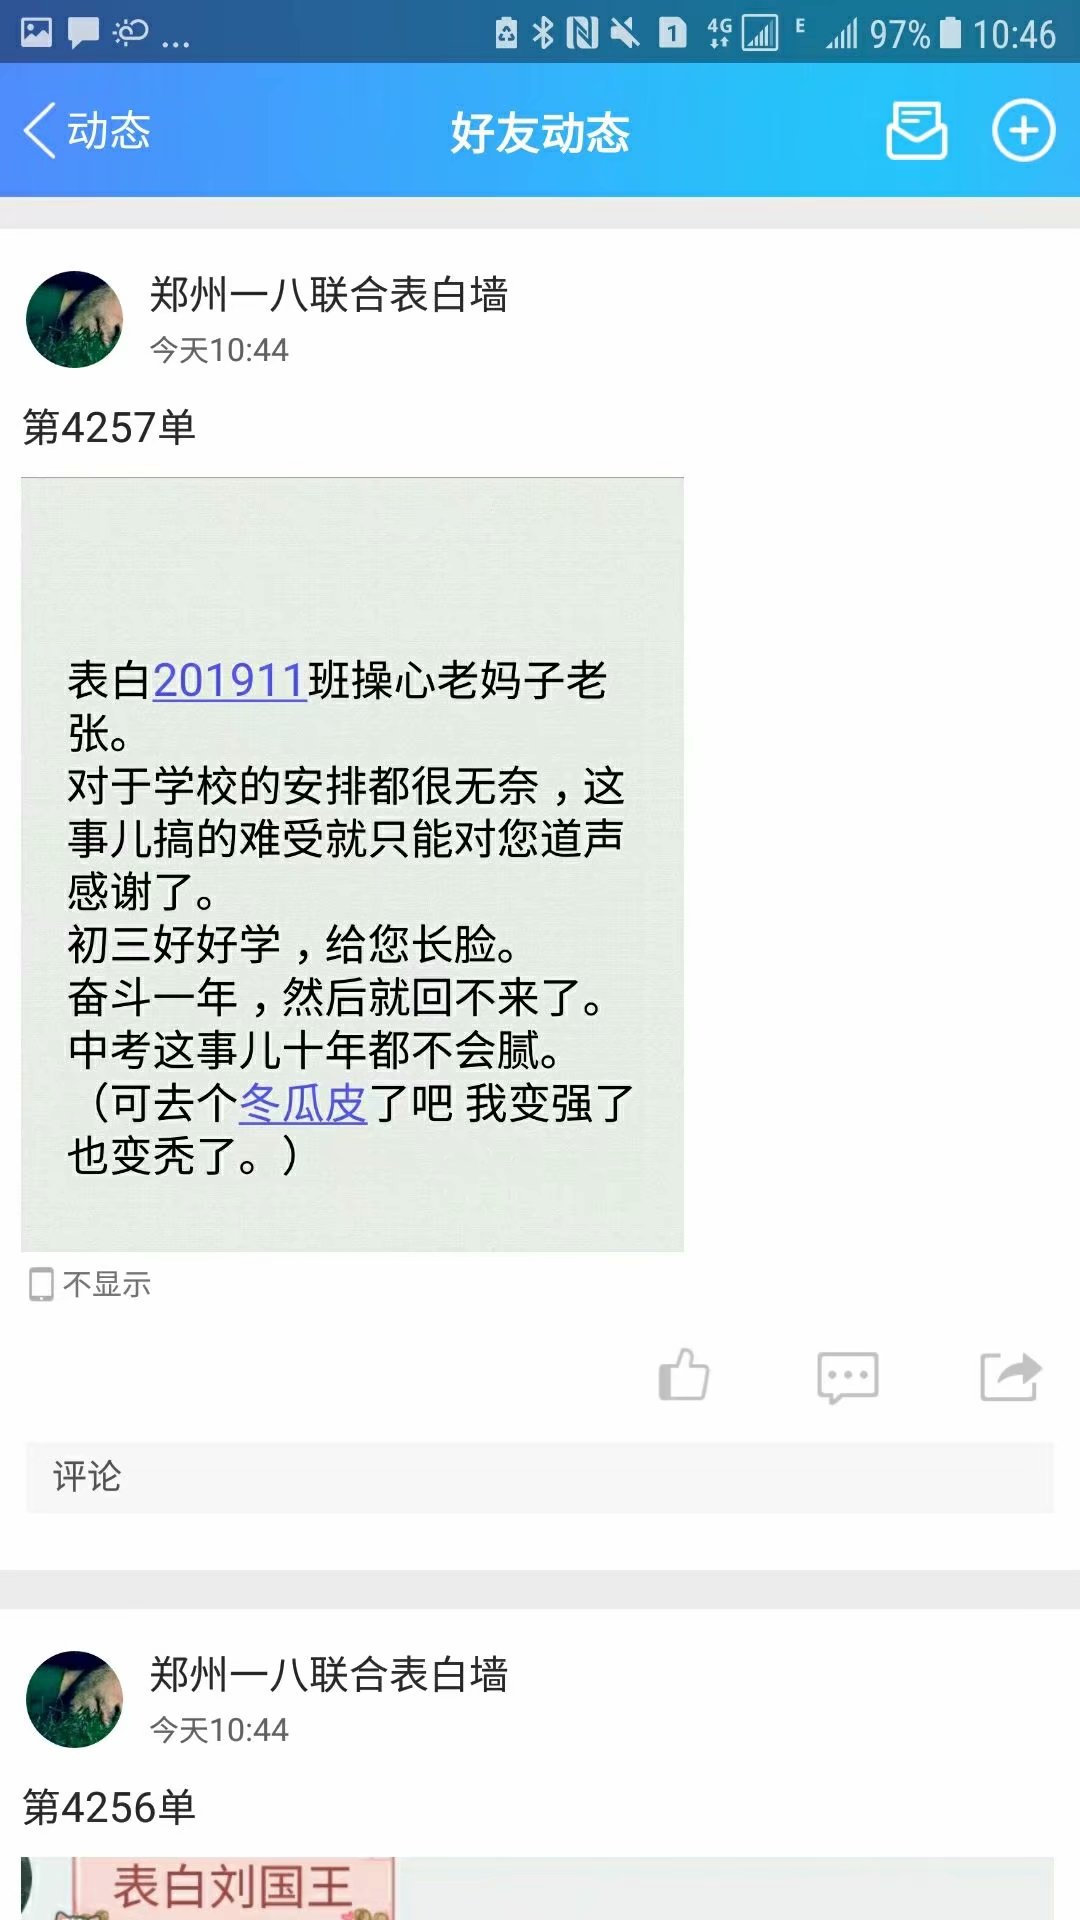 1 4G E 97% 10:46
动态 好友动态
郑州一八联合表白墙
今天10:44
第4257单
表白201911班操心老妈子老
张。
对于学校的安排都很无奈，这
事儿搞的难受就只能对您道声
感谢了。
初三好好学，给您长脸。
奋斗一年，然后就回不来了。
中考这事儿十年都不会腻。
（可去个冬瓜皮了吧 我变强了
也变秃了。）
不显示
评论
郑州一八联合表白墙
今天10:44
第4256单
表白刘国王